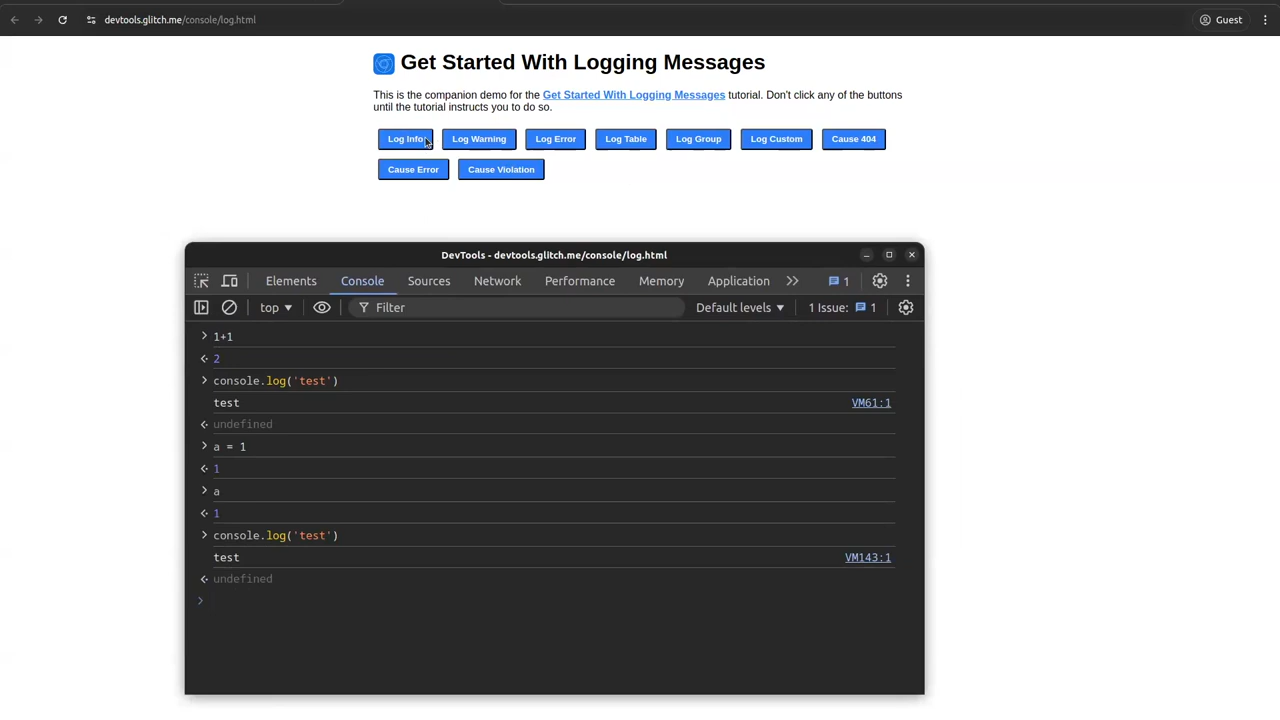 devtools.glitch.me/console/log.html
Guest
Get Started With Logging Messages
This is the companion demo for the Get Started With Logging Messages tutorial. Don't click any of the buttons
until the tutorial instructs you to do so.
Log Info Log Warning Log Error Log Table Log Group Log Custom Cause 404
Cause Error Cause Violation
DevTools - devtools.glitch.me/console/log.html
Elements Console Sources Network Performance Memory Application 1
top Filter Default levels 1 Issue: 1
1+1
2
console.log('test')
test VM61:1
undefined
a = 1
1
a
1
console.log('test')
test VM143:1
undefined